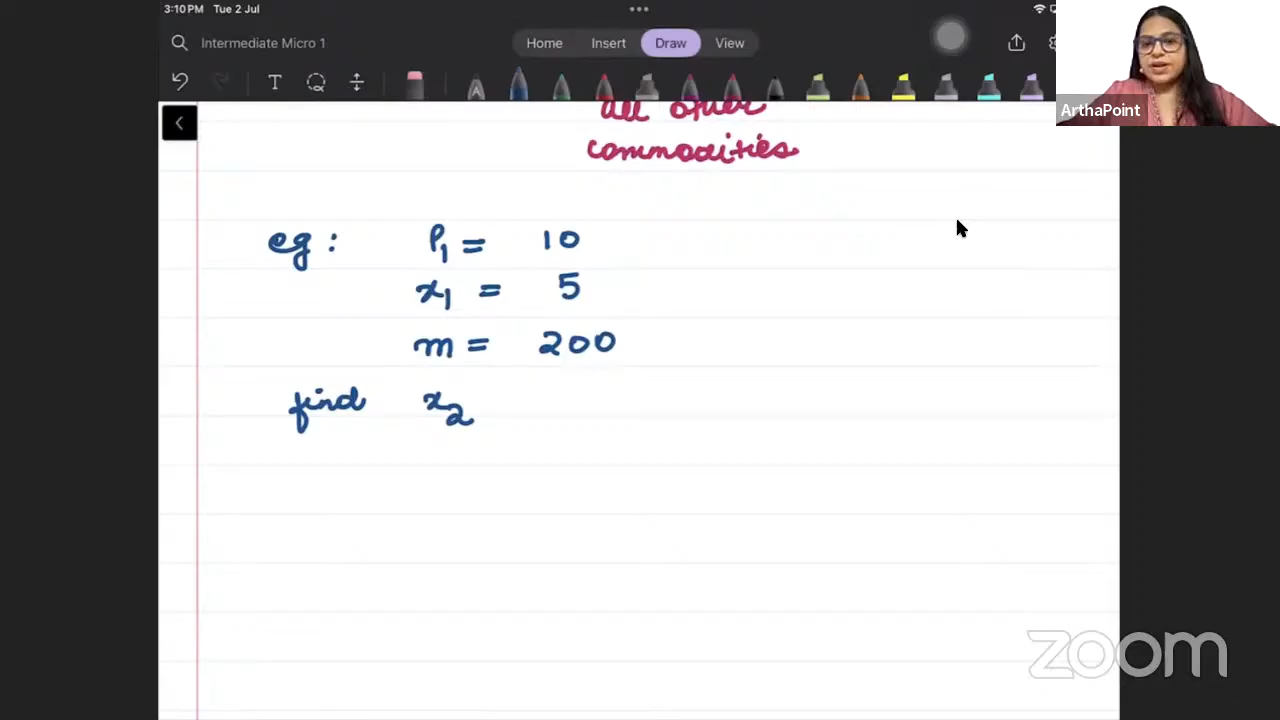 3:10 PM Tue 2 Jul
Intermediate Micro 1
Home Insert Draw View
ArthaPoint
all other
commodities
eg : P1 = 10
x1 = 5
m = 200
find x2
zoom